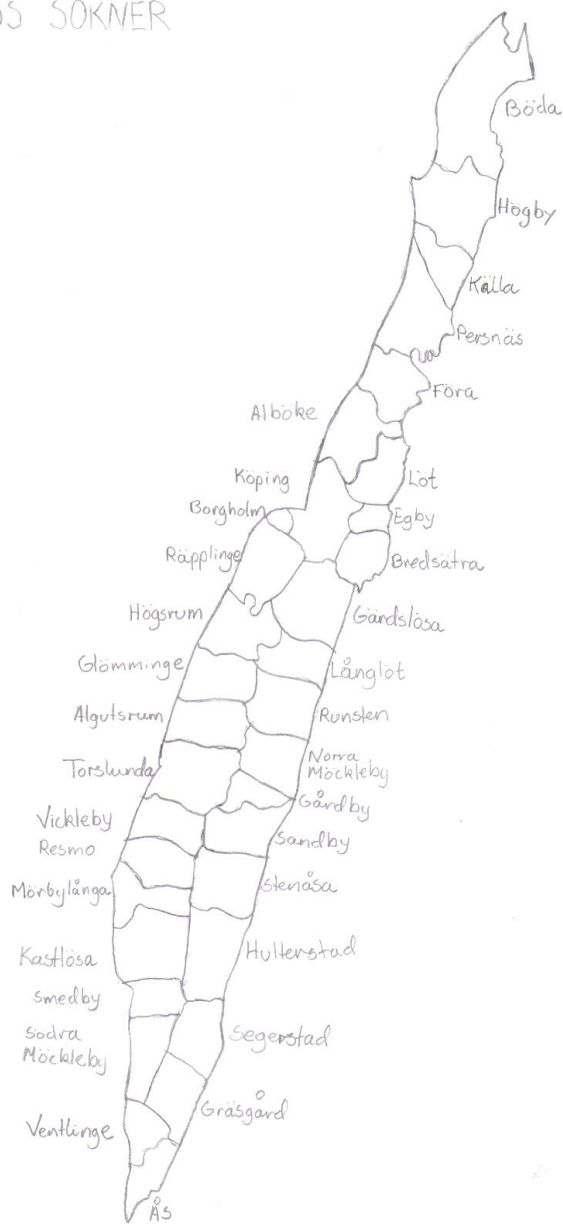 SOKNER
Böda
Högby
Källa
Persnäs
Föra
Alböke
Köping
Löt
Borgholm
Egby
Räpplinge
Bredsätra
Högsrum
Gärdslösa
Glömminge
Långlöt
Algutsrum
Runsten
Torslunda
Norra
Möckleby
Gårdby
Vickleby
Sandby
Resmo
Stenåsa
Mörbylånga
Hulterstad
Kastlösa
Smedby
Segerstad
Södra
Möckleby
Gräsgård
Ventlinge
Ås